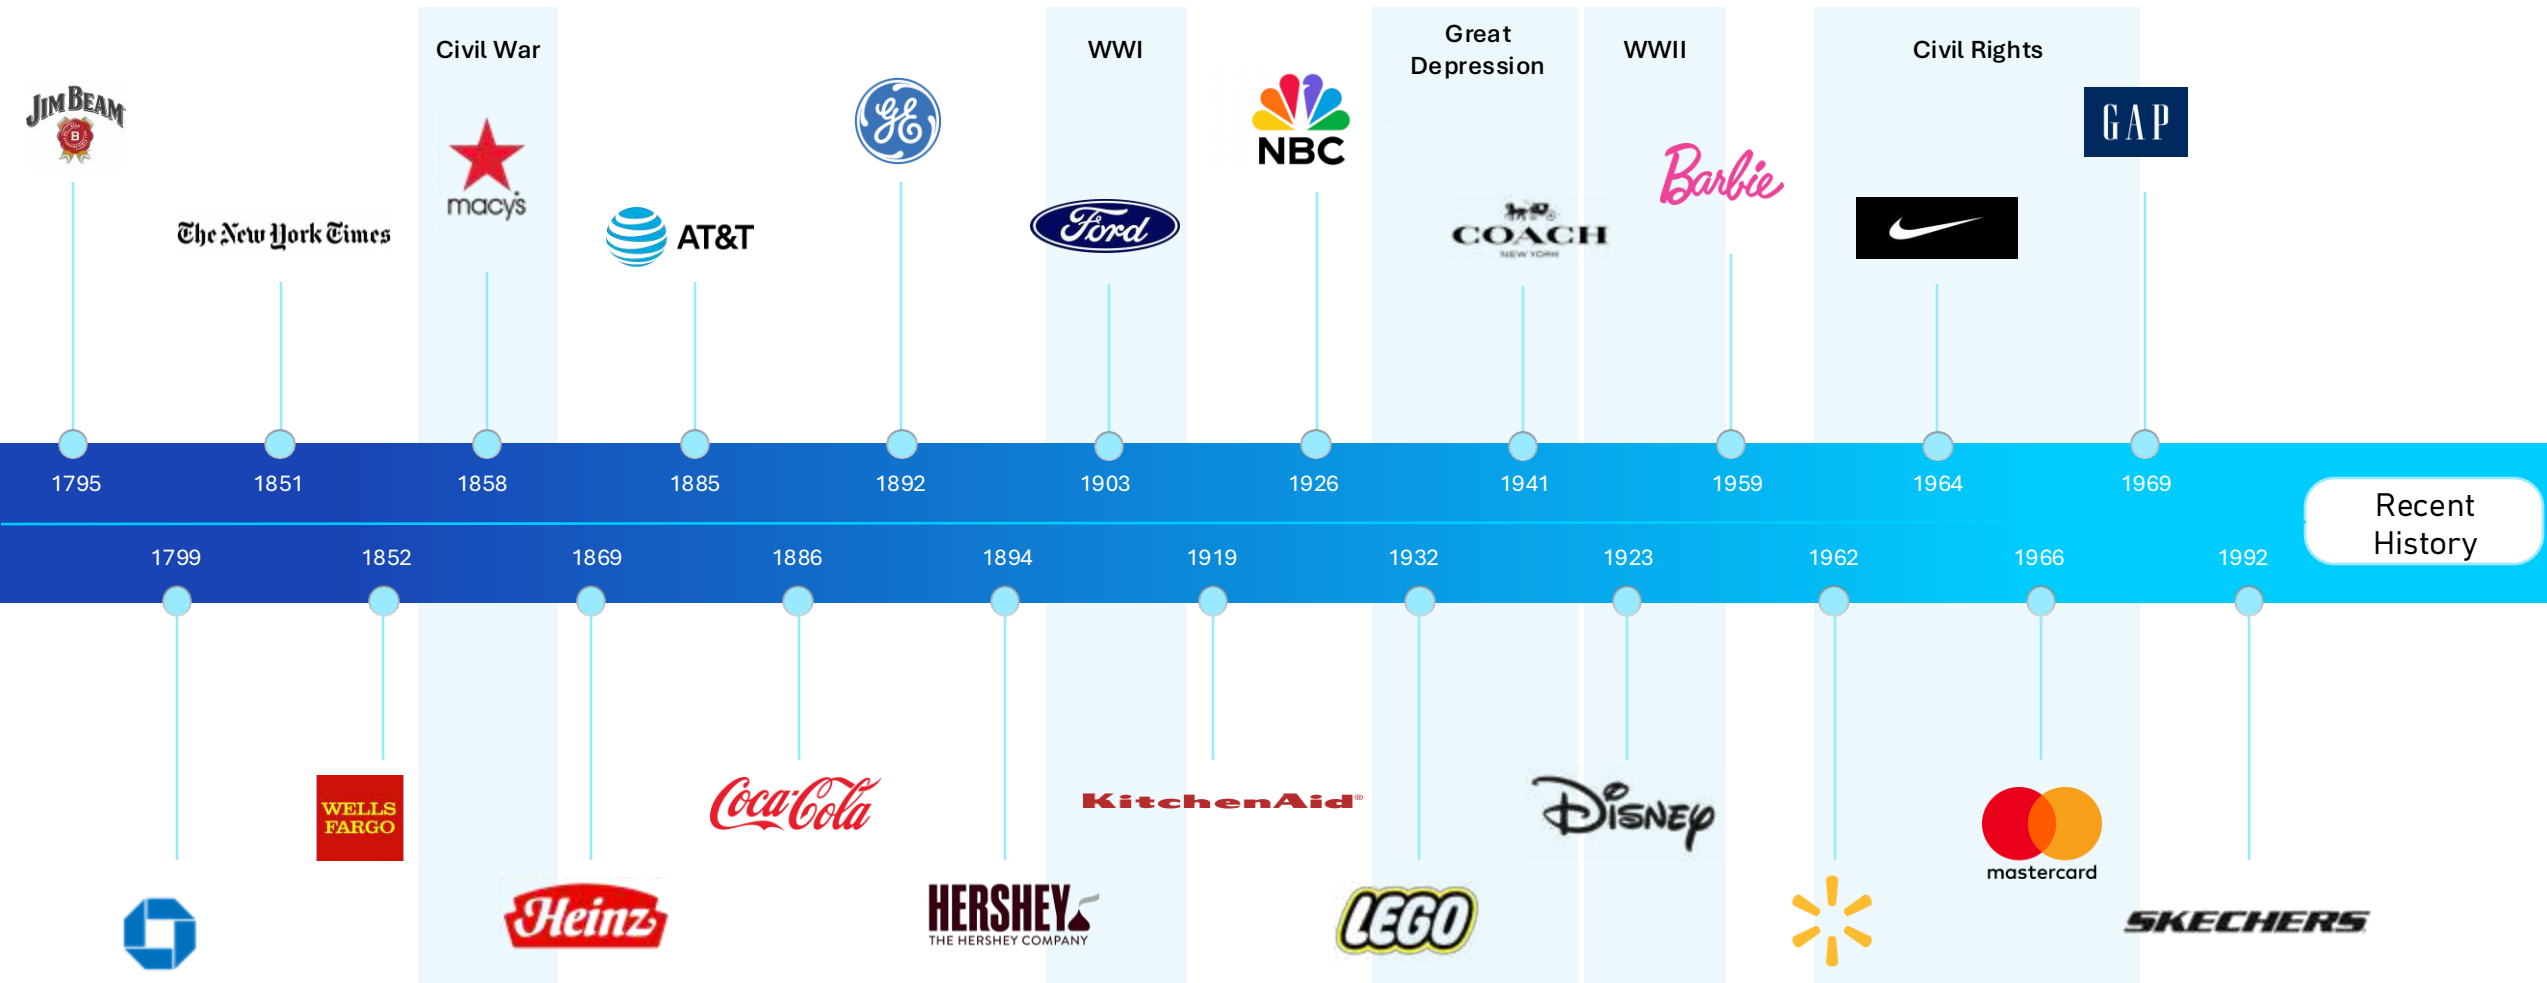 Civil War
WWI
Great
Depression
WWII
Civil Rights
JIM BEAM
B
The New York Times
macy's
AT&T
GE
Ford
NBC
COACH
NEW YORK
Barbie
GAP
1795
1851
1858
1885
1892
1903
1926
1941
1959
1964
1969
Recent
History
1799
1852
1869
1886
1894
1919
1932
1923
1962
1966
1992
WELLS
FARGO
Heinz
Coca-Cola
HERSHEY
THE HERSHEY COMPANY
KitchenAid®
LEGO
DISNEY
mastercard
SKECHERS